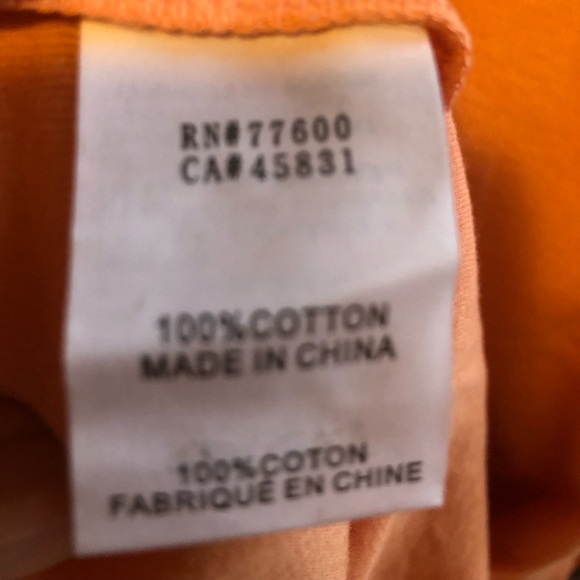 RN#77600
CA#45831
100%COTTON
MADE IN CHINA
100%COTON
FABRIQUÉ EN CHINE